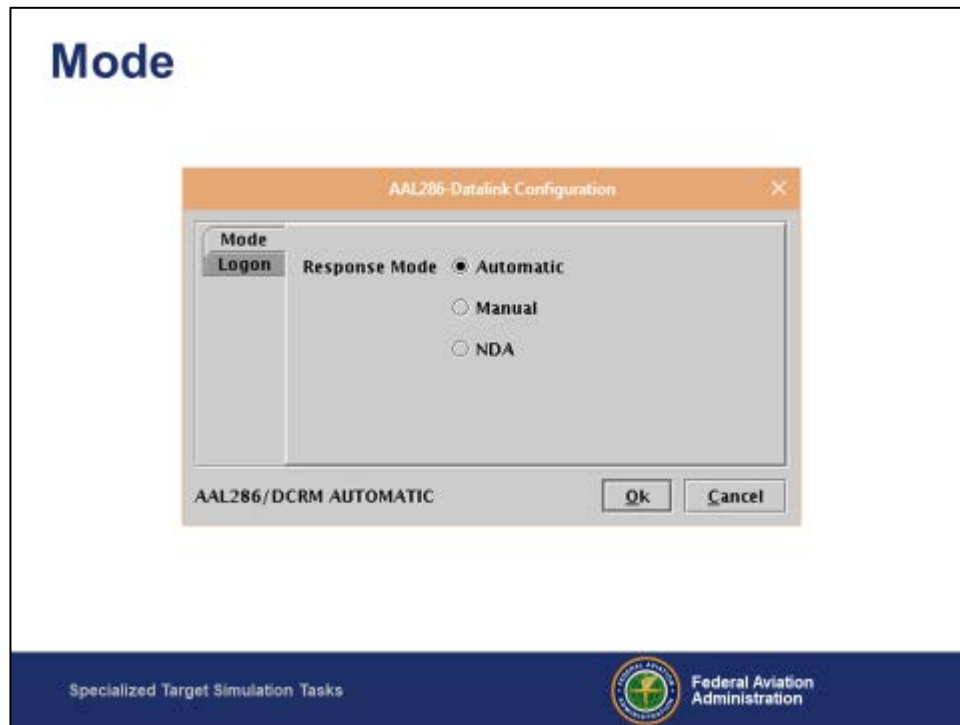 Mode
AAL286-Datalink Configuration
Mode
Logon
Response Mode Automatic
Manual
NDA
AAL286/DCRM AUTOMATIC
Ok
Cancel
Specialized Target Simulation Tasks
Federal Aviation
Administration